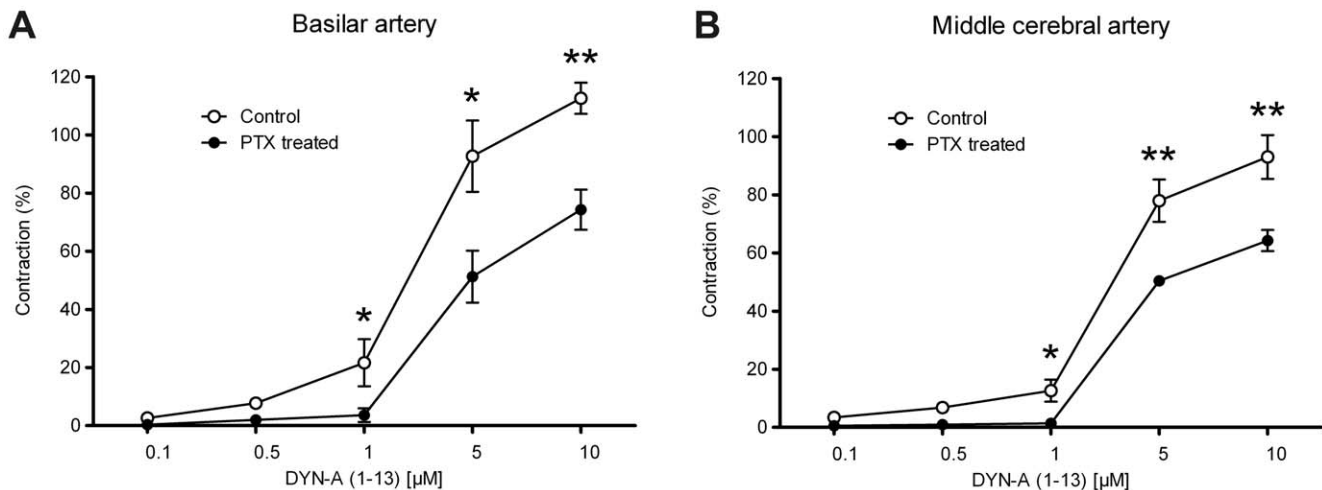 A
Basilar artery
**
120
*
Control
PTX treated
100
80
Contraction (%)
60
40
*
20
0
0.1 0.5 1 5 10
DYN-A (1-13) [µM]
B
Middle cerebral artery
120
**
Control
PTX treated
**
100
80
Contraction (%)
60
40
*
20
0
0.1 0.5 1 5 10
DYN-A (1-13) [µM]